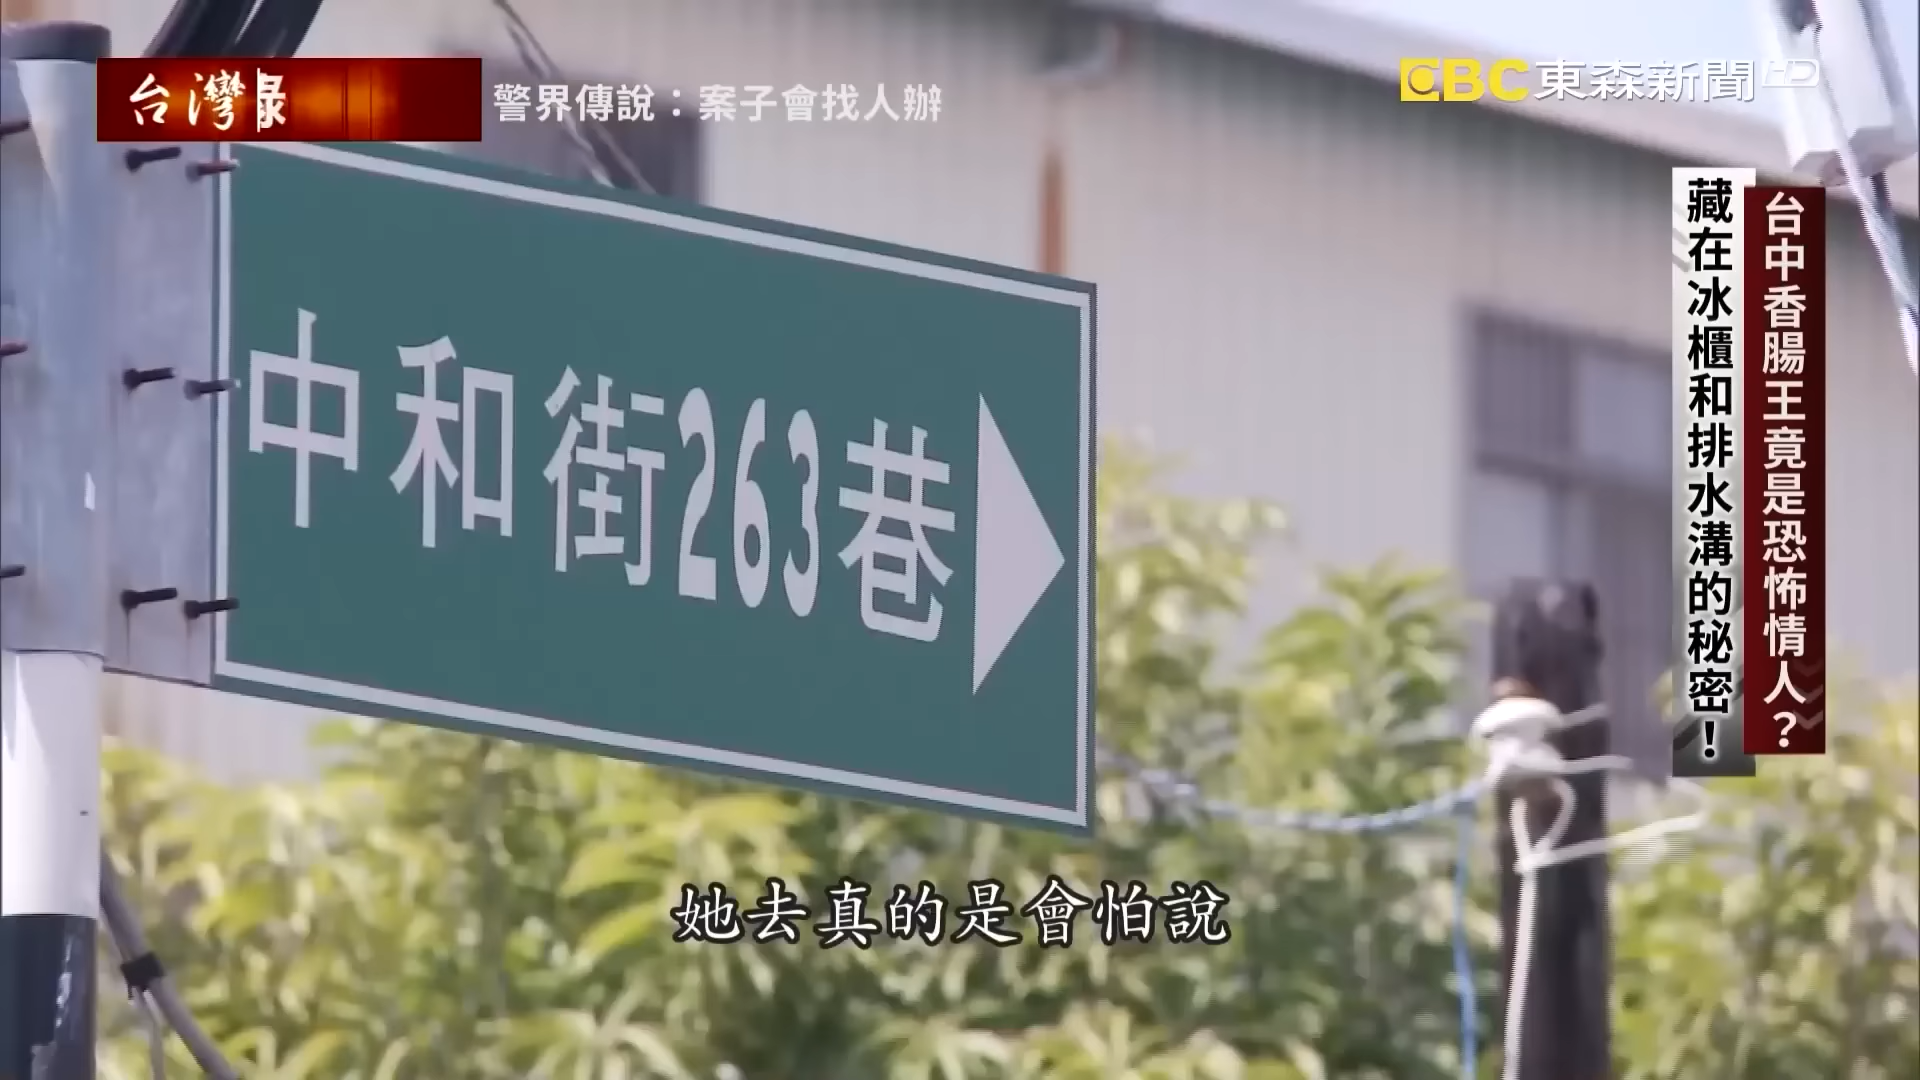 台灣
警界傳說：案子會找人辦
EBC東森新聞HD
台中香腸王竟是恐怖情人？
藏在冰櫃和排水溝的秘密！
中和街263巷
她去真的是會怕說